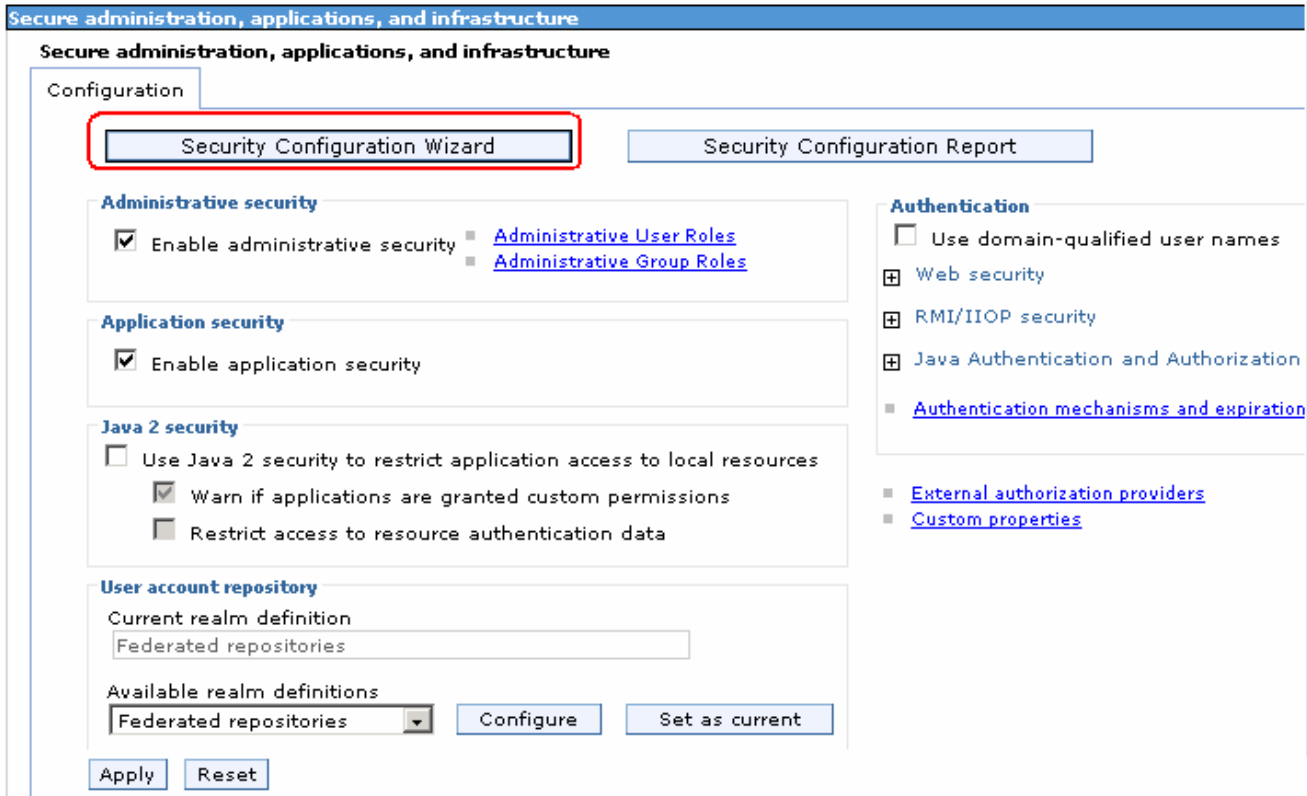 Secure administration, applications, and infrastructure
Secure administration, applications, and infrastructure
Configuration
Security Configuration Wizard
Security Configuration Report
Administrative security
Enable administrative security
Administrative User Roles
Administrative Group Roles
Application security
Enable application security
Java 2 security
Use Java 2 security to restrict application access to local resources
Warn if applications are granted custom permissions
Restrict access to resource authentication data
User account repository
Current realm definition
Federated repositories
Available realm definitions
Federated repositories
Configure
Set as current
Apply
Reset
Authentication
Use domain-qualified user names
Web security
RMI/IIOP security
Java Authentication and Authorization
Authentication mechanisms and expiration
External authorization providers
Custom properties